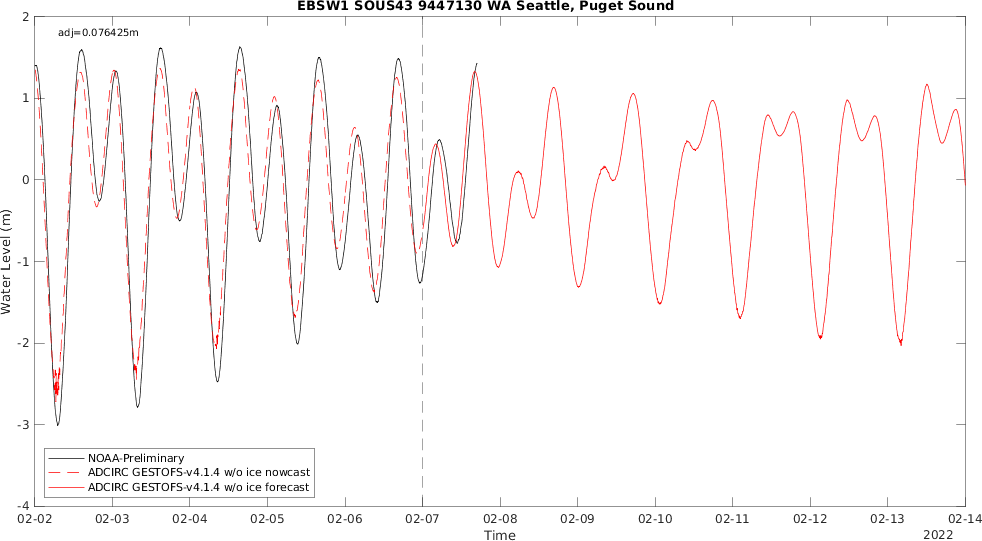 EBSW1 SOUS43 9447130 WA Seattle, Puget Sound
adj=0.076425m
2
1
0
-1
-2
-3
-4
Water Level (m)
NOAA-Preliminary
ADCIRC GESTOFS-v4.1.4 w/o ice nowcast
ADCIRC GESTOFS-v4.1.4 w/o ice forecast
02-02 02-03 02-04 02-05 02-06 02-07 02-08 02-09 02-10 02-11 02-12 02-13 02-14
Time
2022